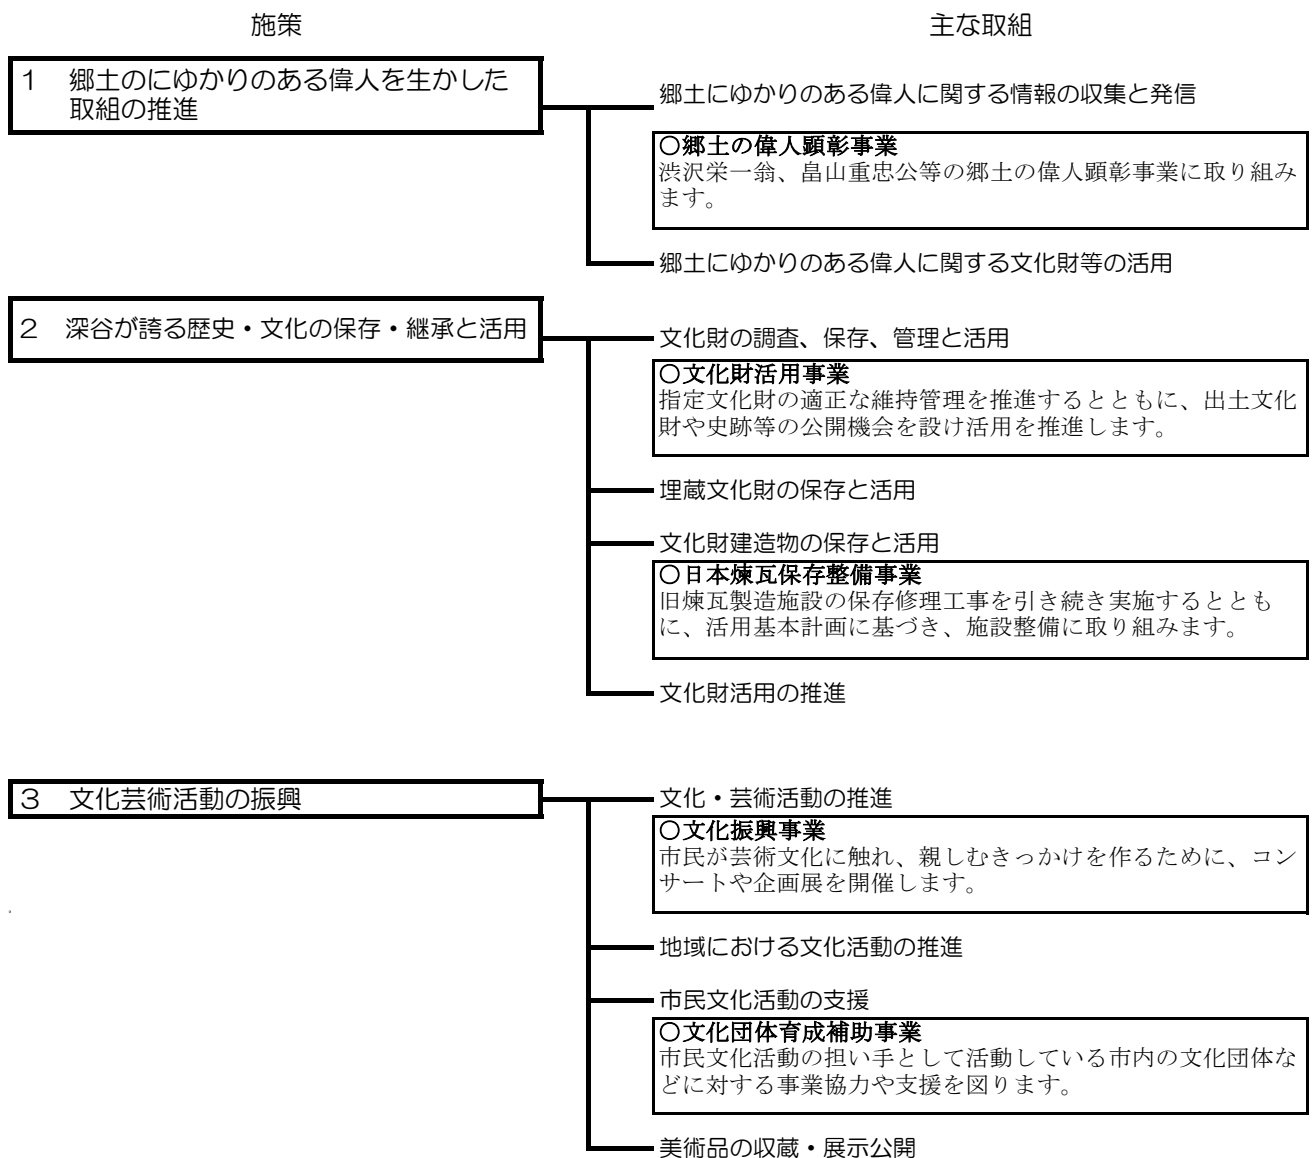 施策
主な取組
1 郷土のにゆかりのある偉人を生かした
取組の推進
郷土にゆかりのある偉人に関する情報の収集と発信
〇郷土の偉人顕彰事業
渋沢栄一翁、畠山重忠公等の郷土の偉人顕彰事業に取り組み
ます。
郷土にゆかりのある偉人に関する文化財等の活用
2 深谷が誇る歴史・文化の保存・継承と活用
文化財の調査、保存、管理と活用
〇文化財活用事業
指定文化財の適正な維持管理を推進するとともに、出土文化
財や史跡等の公開機会を設け活用を推進します。
埋蔵文化財の保存と活用
文化財建造物の保存と活用
〇日本煉瓦保存整備事業
旧煉瓦製造施設の保存修理工事を引き続き実施するととも
に、活用基本計画に基づき、施設整備に取り組みます。
文化財活用の推進
3 文化芸術活動の振興
文化・芸術活動の推進
〇文化振興事業
市民が芸術文化に触れ、親しむきっかけを作るために、コン
サートや企画展を開催します。
地域における文化活動の推進
市民文化活動の支援
〇文化団体育成補助事業
市民文化活動の担い手として活動している市内の文化団体な
どに対する事業協力や支援を図ります。
美術品の収蔵・展示公開